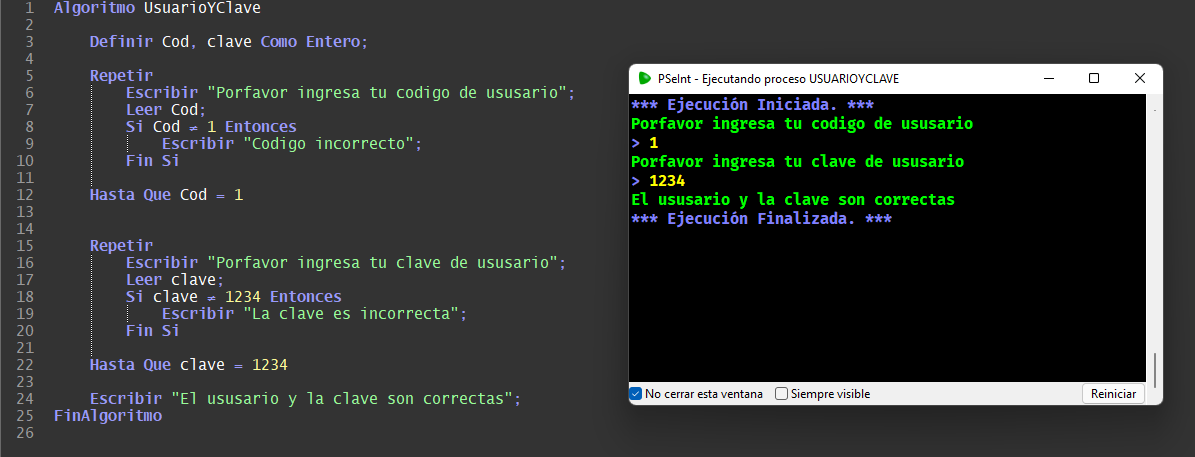 1 Algoritmo UsuarioYClave
2
3 Definir Cod, clave Como Entero;
4
5 Repetir
6 Escribir "Porfavor ingresa tu codigo de ususario";
7 Leer Cod;
8 Si Cod ≠ 1 Entonces
9 Escribir "Codigo incorrecto";
10 Fin Si
11
12 Hasta Que Cod = 1
13
14
15 Repetir
16 Escribir "Porfavor ingresa tu clave de ususario";
17 Leer clave;
18 Si clave ≠ 1234 Entonces
19 Escribir "La clave es incorrecta";
20 Fin Si
21
22 Hasta Que clave = 1234
23
24 Escribir "El ususario y la clave son correctas";
25 FinAlgoritmo
26
PSeInt - Ejecutando proceso USUARIOYCLAVE
*** Ejecución Iniciada. ***
Porfavor ingresa tu codigo de ususario
> 1
Porfavor ingresa tu clave de ususario
> 1234
El ususario y la clave son correctas
*** Ejecución Finalizada. ***
No cerrar esta ventana Siempre visible Reiniciar